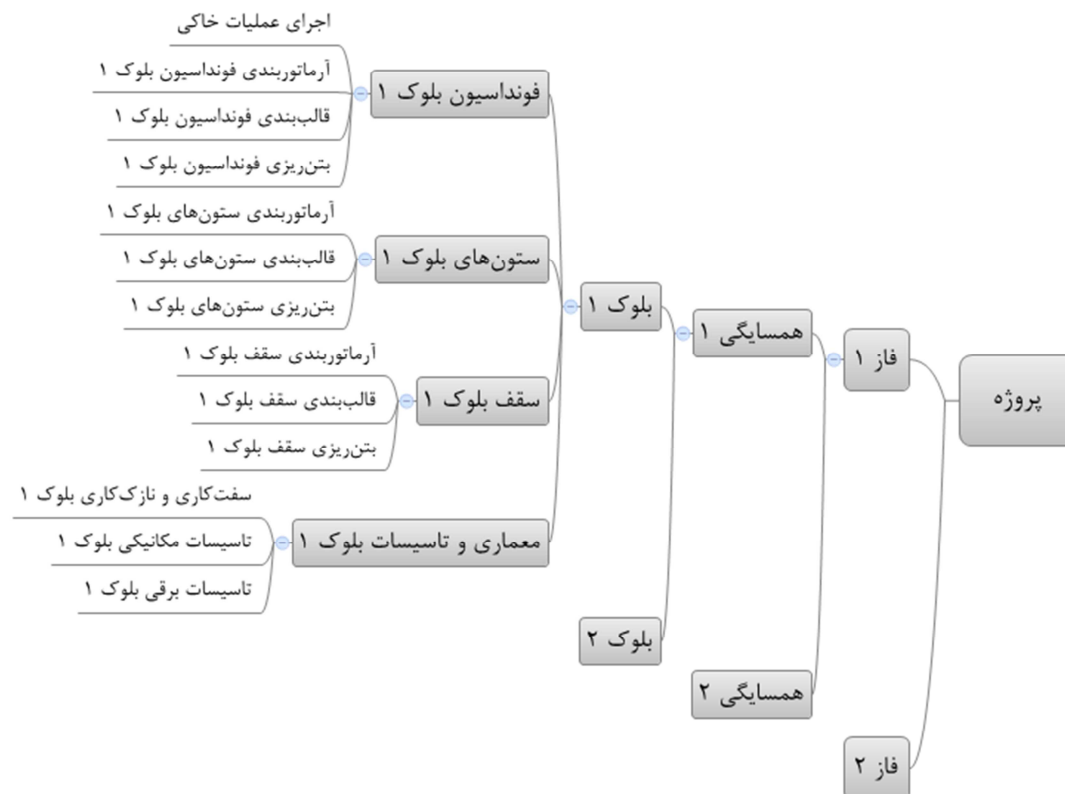 پروژه
فاز ۱
همسایگی ۱
بلوک ۱
فونداسیون بلوک ۱
اجرای عملیات خاکی
آرماتوربندی فونداسیون بلوک ۱
قالب‌بندی فونداسیون بلوک ۱
بتن‌ریزی فونداسیون بلوک ۱
ستون‌های بلوک ۱
آرماتوربندی ستون‌های بلوک ۱
قالب‌بندی ستون‌های بلوک ۱
بتن‌ریزی ستون‌های بلوک ۱
سقف بلوک ۱
آرماتوربندی سقف بلوک ۱
قالب‌بندی سقف بلوک ۱
بتن‌ریزی سقف بلوک ۱
معماری و تاسیسات بلوک ۱
سفت‌کاری و نازک‌کاری بلوک ۱
تاسیسات مکانیکی بلوک ۱
تاسیسات برقی بلوک ۱
بلوک ۲
همسایگی ۲
فاز ۲